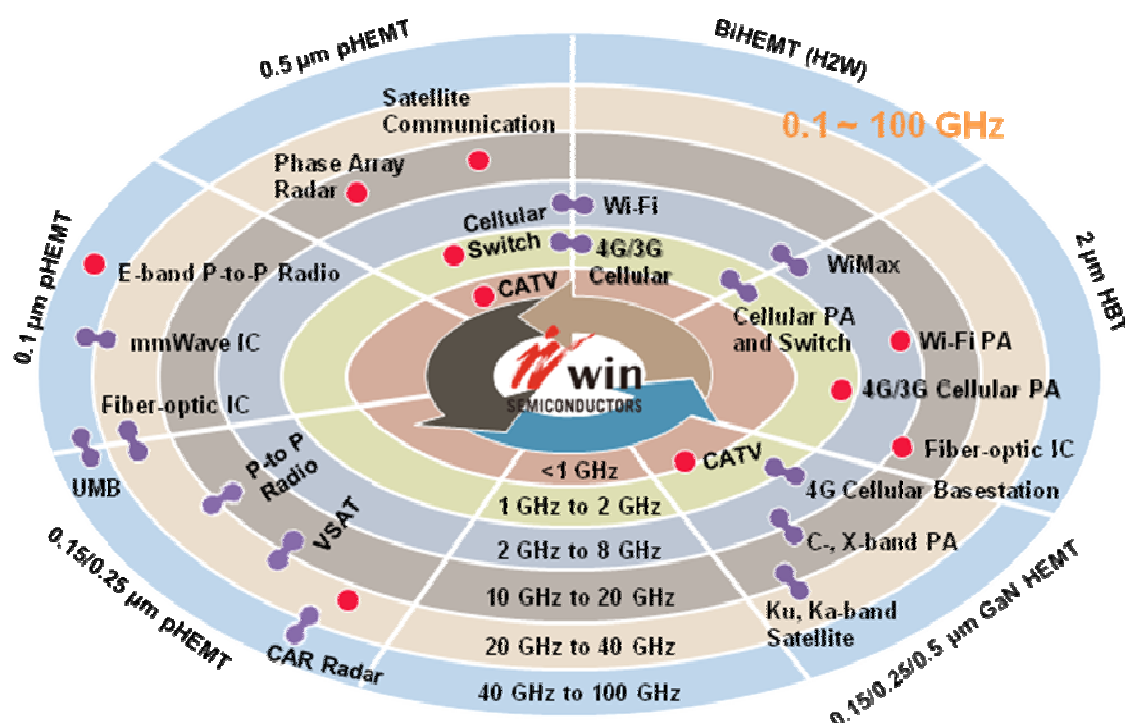 0.5 µm pHEMT
BiHEMT (H2W)
0.1 ~ 100 GHz
Satellite
Communication
Phase Array
Radar
Cellular
Switch
Wi-Fi
4G/3G
Cellular
CATV
0.1 µm pHEMT
E-band P-to-P Radio
mmWave IC
Fiber-optic IC
UMB
2 µm HBT
WiMax
Cellular PA
and Switch
Wi-Fi PA
4G/3G Cellular PA
Fiber-optic IC
win
SEMICONDUCTORS
CATV
4G Cellular Basestation
C-, X-band PA
Ku, Ka-band
Satellite
0.15/0.25/0.5 µm GaN HEMT
P-to P
Radio
VSAT
CAR Radar
0.15/0.25 µm pHEMT
<1 GHz
1 GHz to 2 GHz
2 GHz to 8 GHz
10 GHz to 20 GHz
20 GHz to 40 GHz
40 GHz to 100 GHz